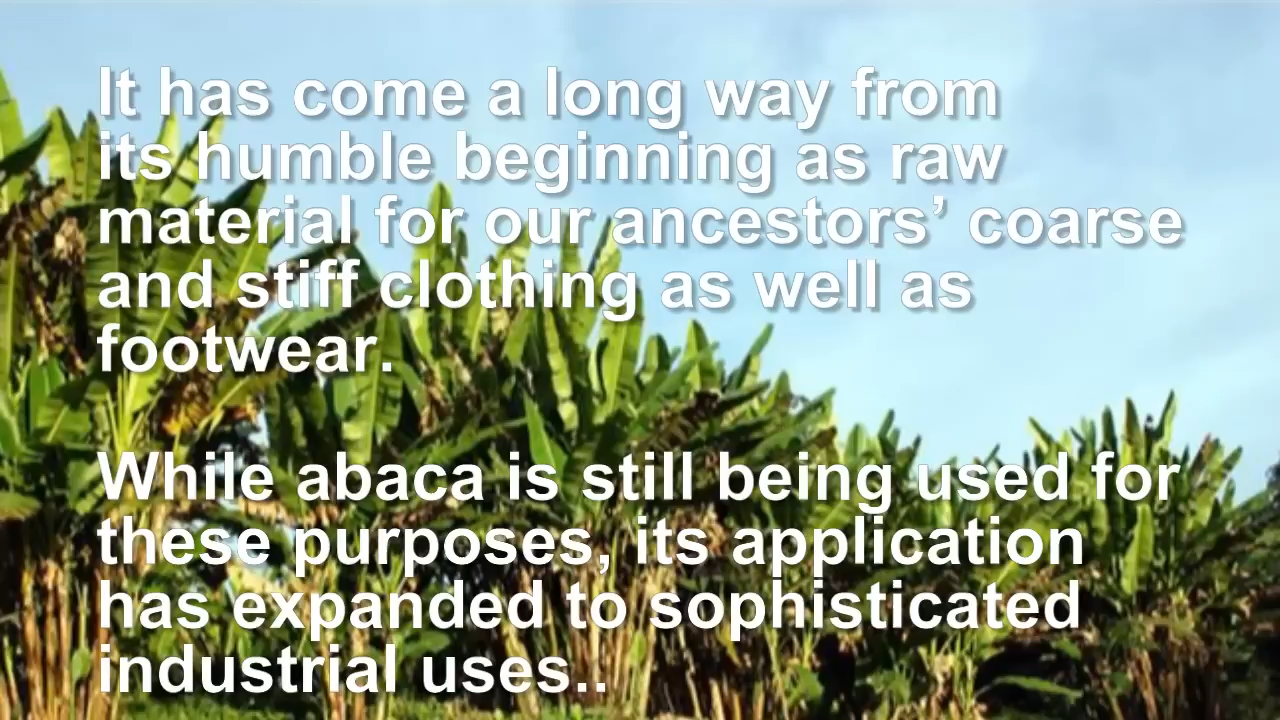 It has come a long way from
its humble beginning as raw
material for our ancestors’ coarse
and stiff clothing as well as
footwear.
While abaca is still being used for
these purposes, its application
has expanded to sophisticated
industrial uses..